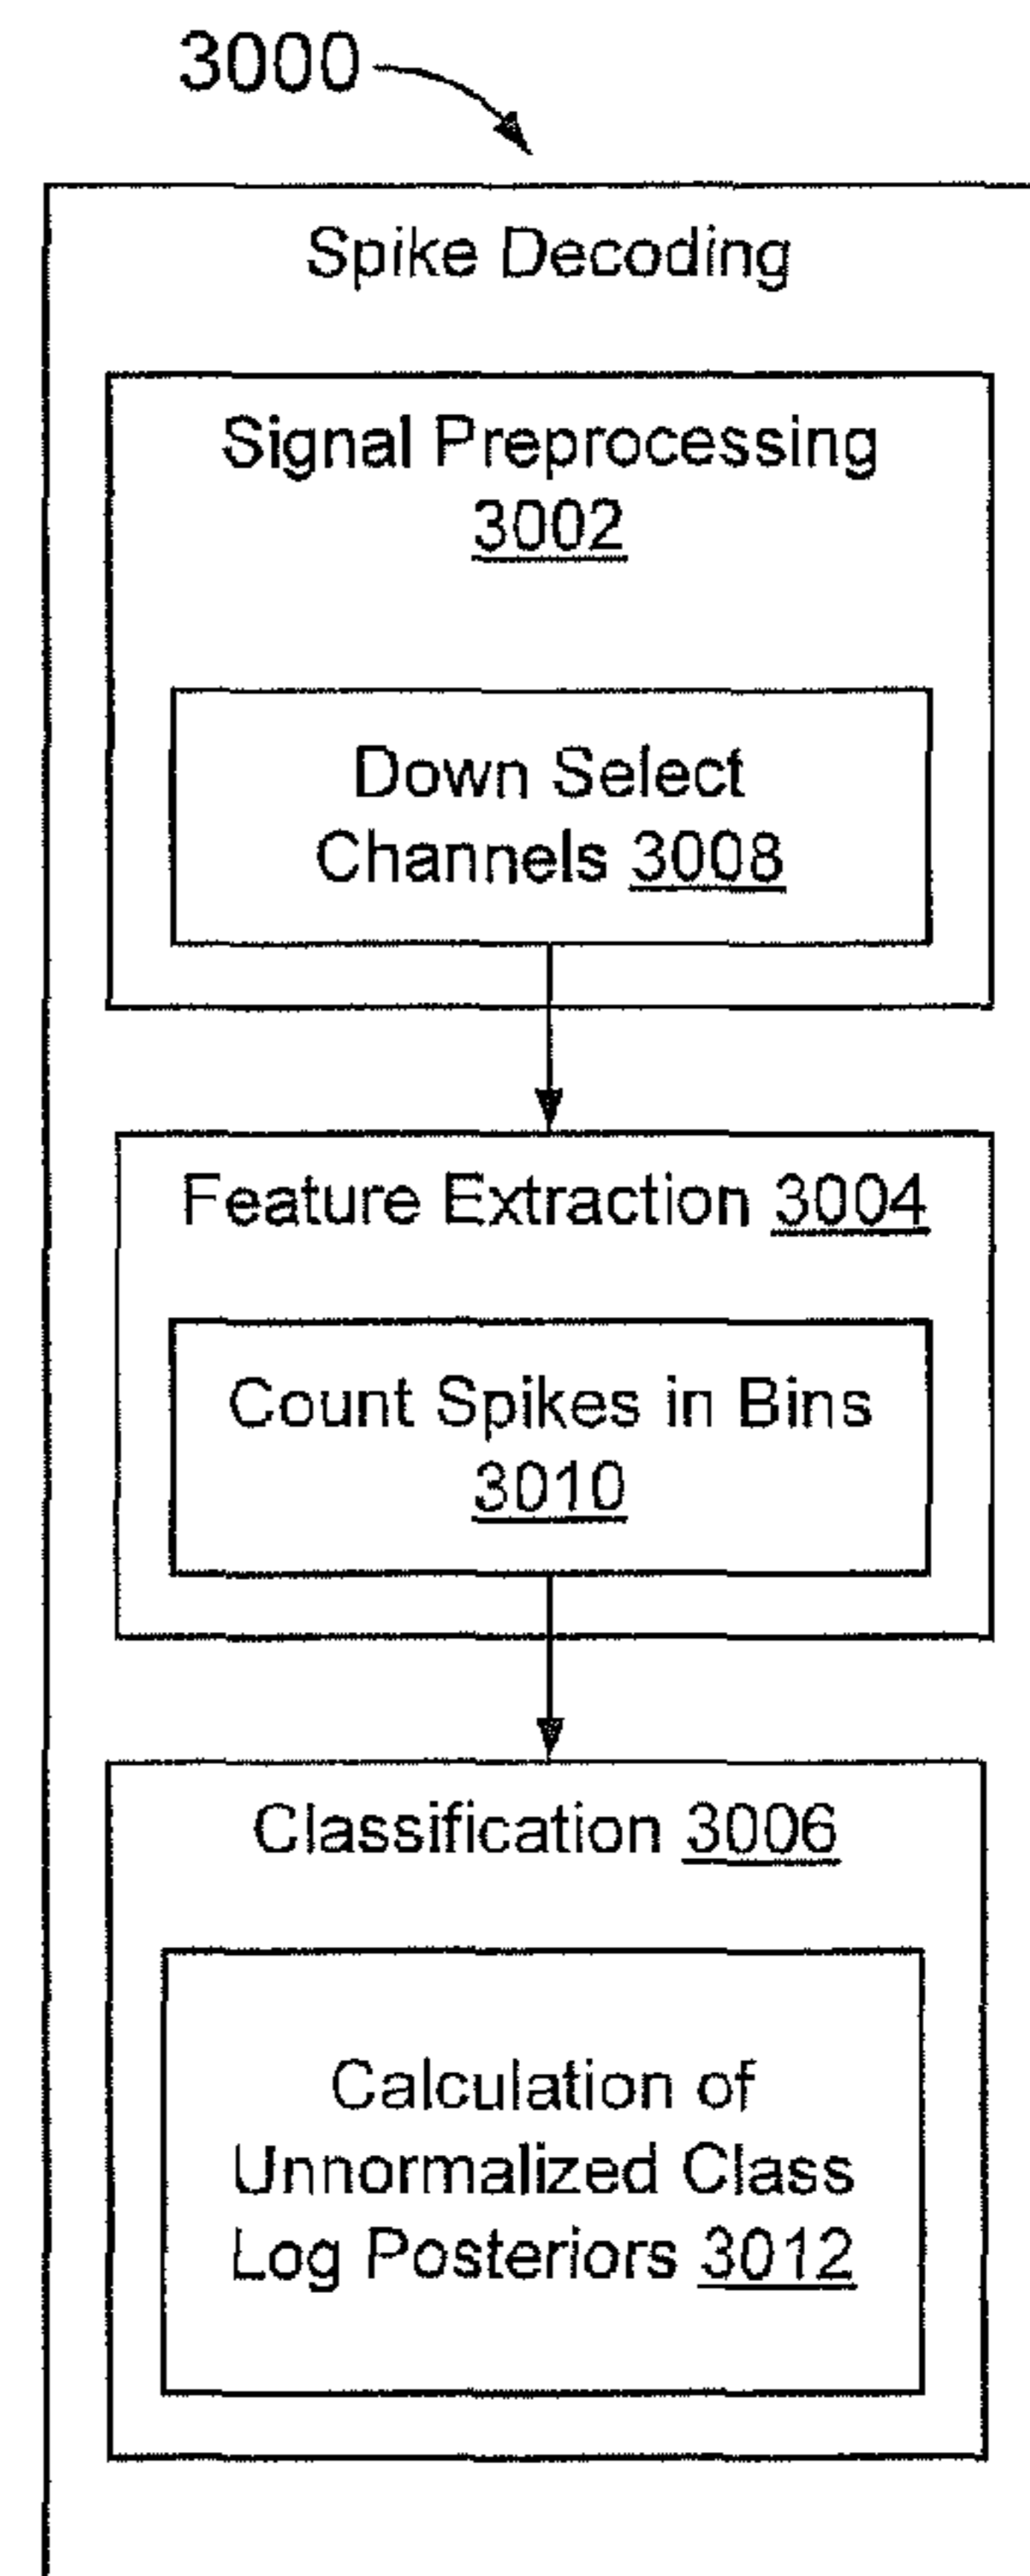 3000
Spike Decoding
Signal Preprocessing
3002
Down Select
Channels 3008
Feature Extraction 3004
Count Spikes in Bins
3010
Classification 3006
Calculation of
Unnormalized Class
Log Posteriors 3012